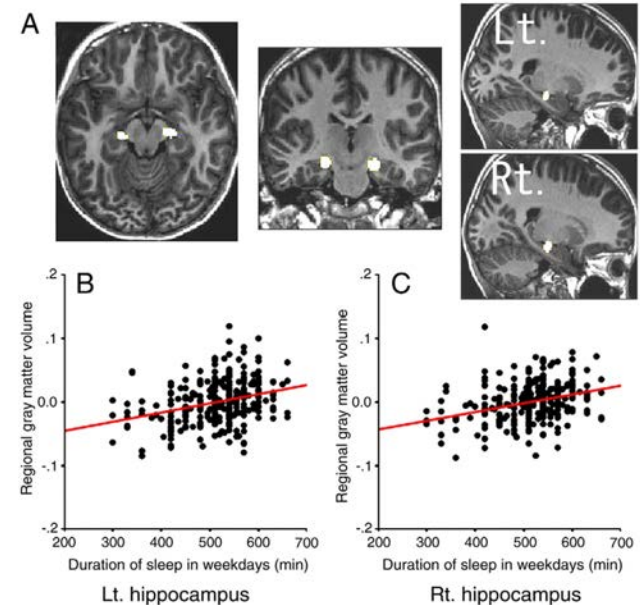 A
Lt.
Rt.
B
C
Regional gray matter volume
.2
.1
0.0
-.1
-.2
200 300 400 500 600 700
Duration of sleep in weekdays (min)
Lt. hippocampus
Regional gray matter volume
.2
.1
0.0
-.1
-.2
200 300 400 500 600 700
Duration of sleep in weekdays (min)
Rt. hippocampus